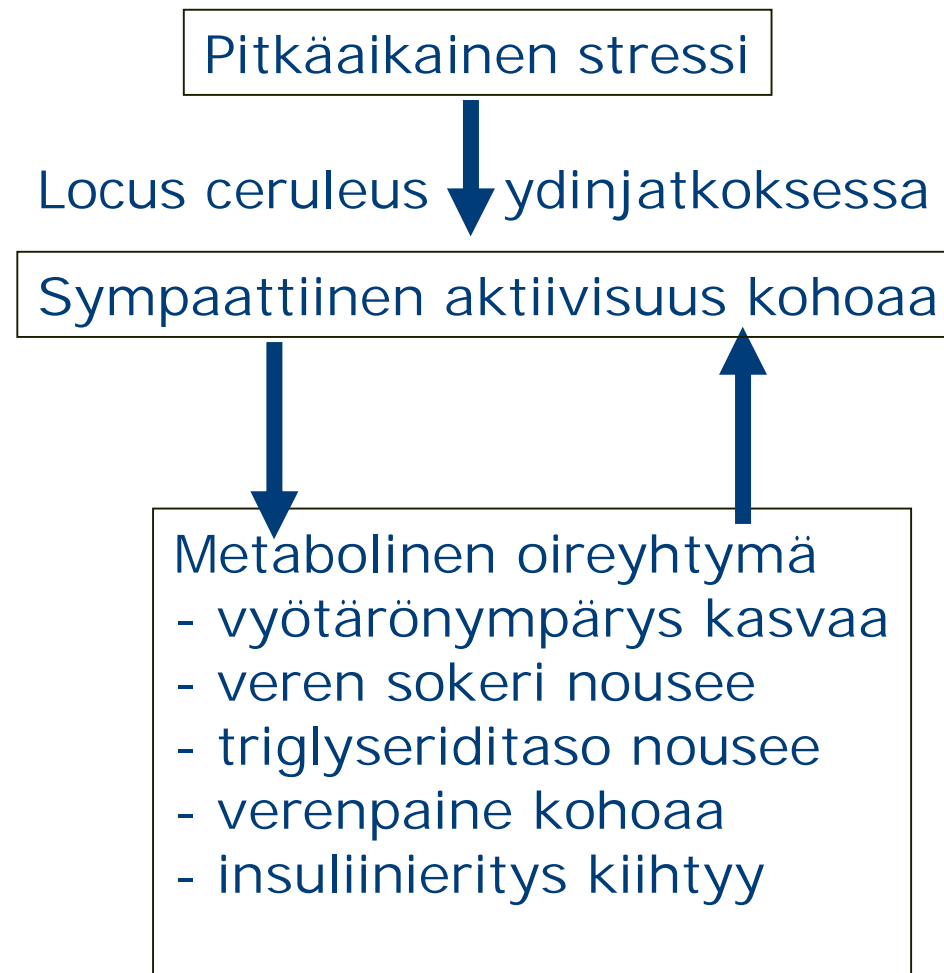 Pitkäaikainen stressi
Locus ceruleus ydinjatkoksessa
Sympaattiinen aktiivisuus kohoaa
Metabolinen oireyhtymä
- vyötärönympärys kasvaa
- veren sokeri nousee
- triglyseriditaso nousee
- verenpaine kohoaa
- insuliinieritys kiihtyy